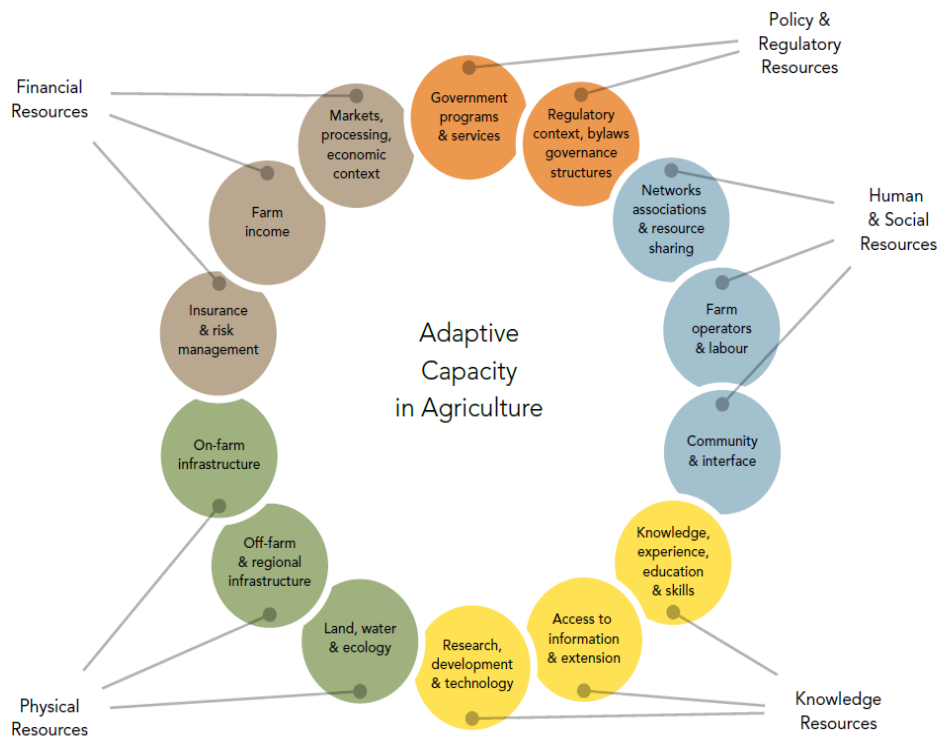 Policy &
Regulatory
Resources
Financial
Resources
Government
programs
& services
Markets,
processing,
economic
context
Regulatory
context, bylaws
governance
structures
Networks
associations
& resource
sharing
Human
& Social
Resources
Farm
income
Insurance
& risk
management
Farm
operators
& labour
Adaptive
Capacity
in Agriculture
On-farm
infrastructure
Community
& interface
Off-farm
& regional
infrastructure
Knowledge,
experience,
education
& skills
Land, water
& ecology
Research,
development
& technology
Access to
information
& extension
Physical
Resources
Knowledge
Resources